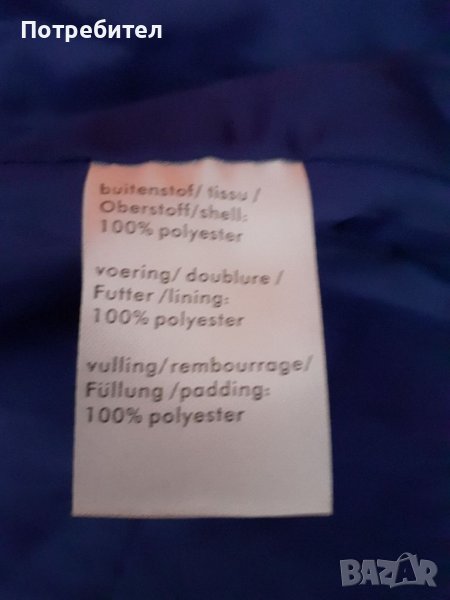 Потребител
buitenstof/ tissu /
Oberstoff/shell:
100% polyester
voering/ doublure /
Futter /lining:
100% polyester
vulling/rembourrage/
Füllung /padding:
100% polyester
BAZAR